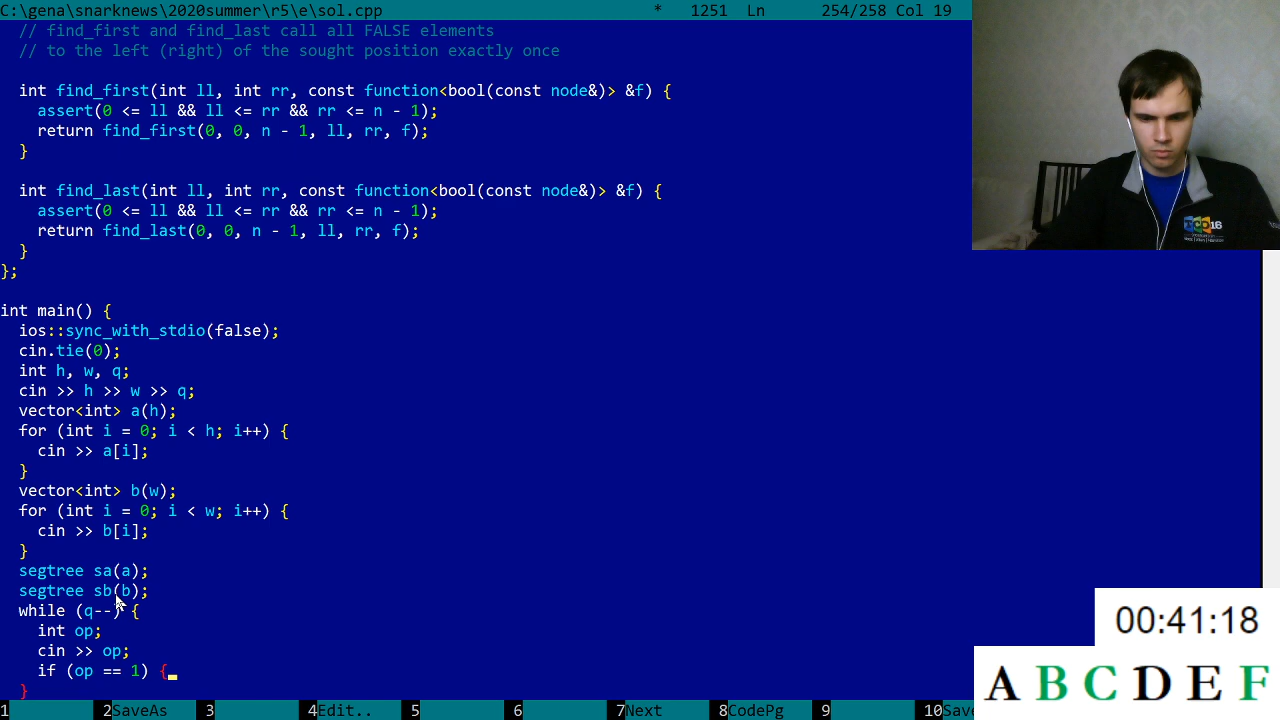 C:\gena\snarknews\2020summer\r5\e\sol.cpp * 1251 Ln 254/258 Col 19
// find_first and find_last call all FALSE elements
// to the left (right) of the sought position exactly once
int find_first(int ll, int rr, const function<bool(const node&)> &f) {
assert(0 <= ll && ll <= rr && rr <= n - 1);
return find_first(0, 0, n - 1, ll, rr, f);
}
int find_last(int ll, int rr, const function<bool(const node&)> &f) {
assert(0 <= ll && ll <= rr && rr <= n - 1);
return find_last(0, 0, n - 1, ll, rr, f);
}
};
int main() {
ios::sync_with_stdio(false);
cin.tie(0);
int h, w, q;
cin >> h >> w >> q;
vector<int> a(h);
for (int i = 0; i < h; i++) {
cin >> a[i];
}
vector<int> b(w);
for (int i = 0; i < w; i++) {
cin >> b[i];
}
segtree sa(a);
segtree sb(b);
while (q--) {
int op;
cin >> op;
if (op == 1) {
}
1 2SaveAs 3 4Edit.. 5 6 7Next 8CodePg 9 10Save
16
00:41:18
A B C D E F